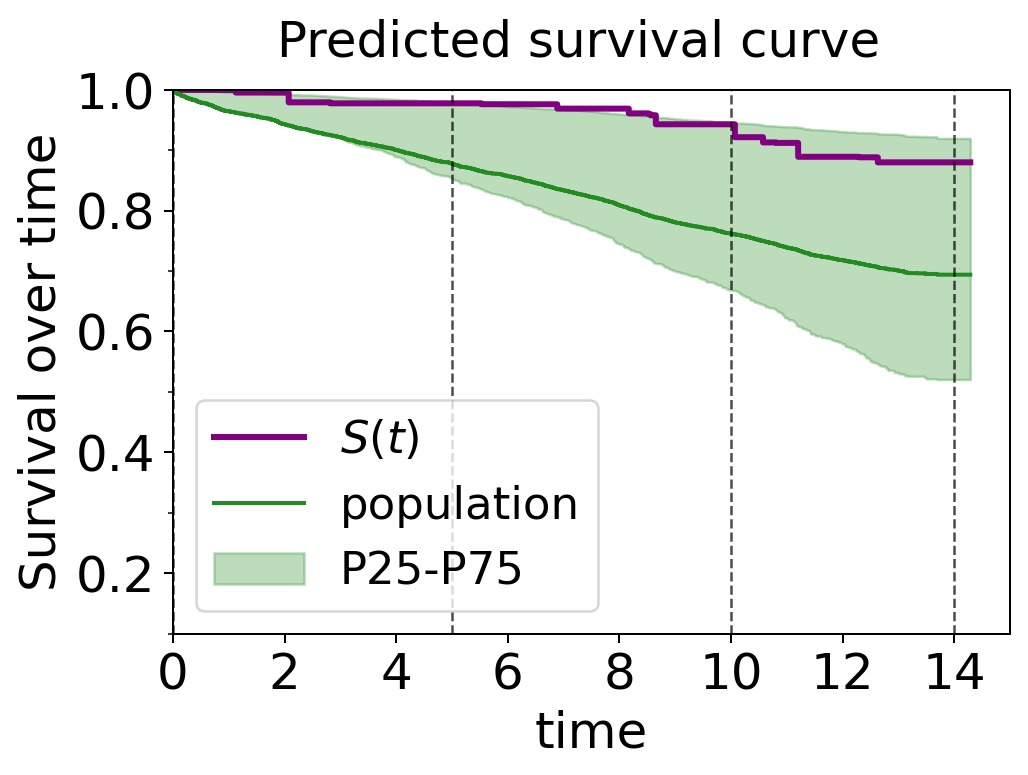 Predicted survival curve
Survival over time
1.0
0.8
0.6
0.4
0.2
S(t)
population
P25-P75
0 2 4 6 8 10 12 14
time